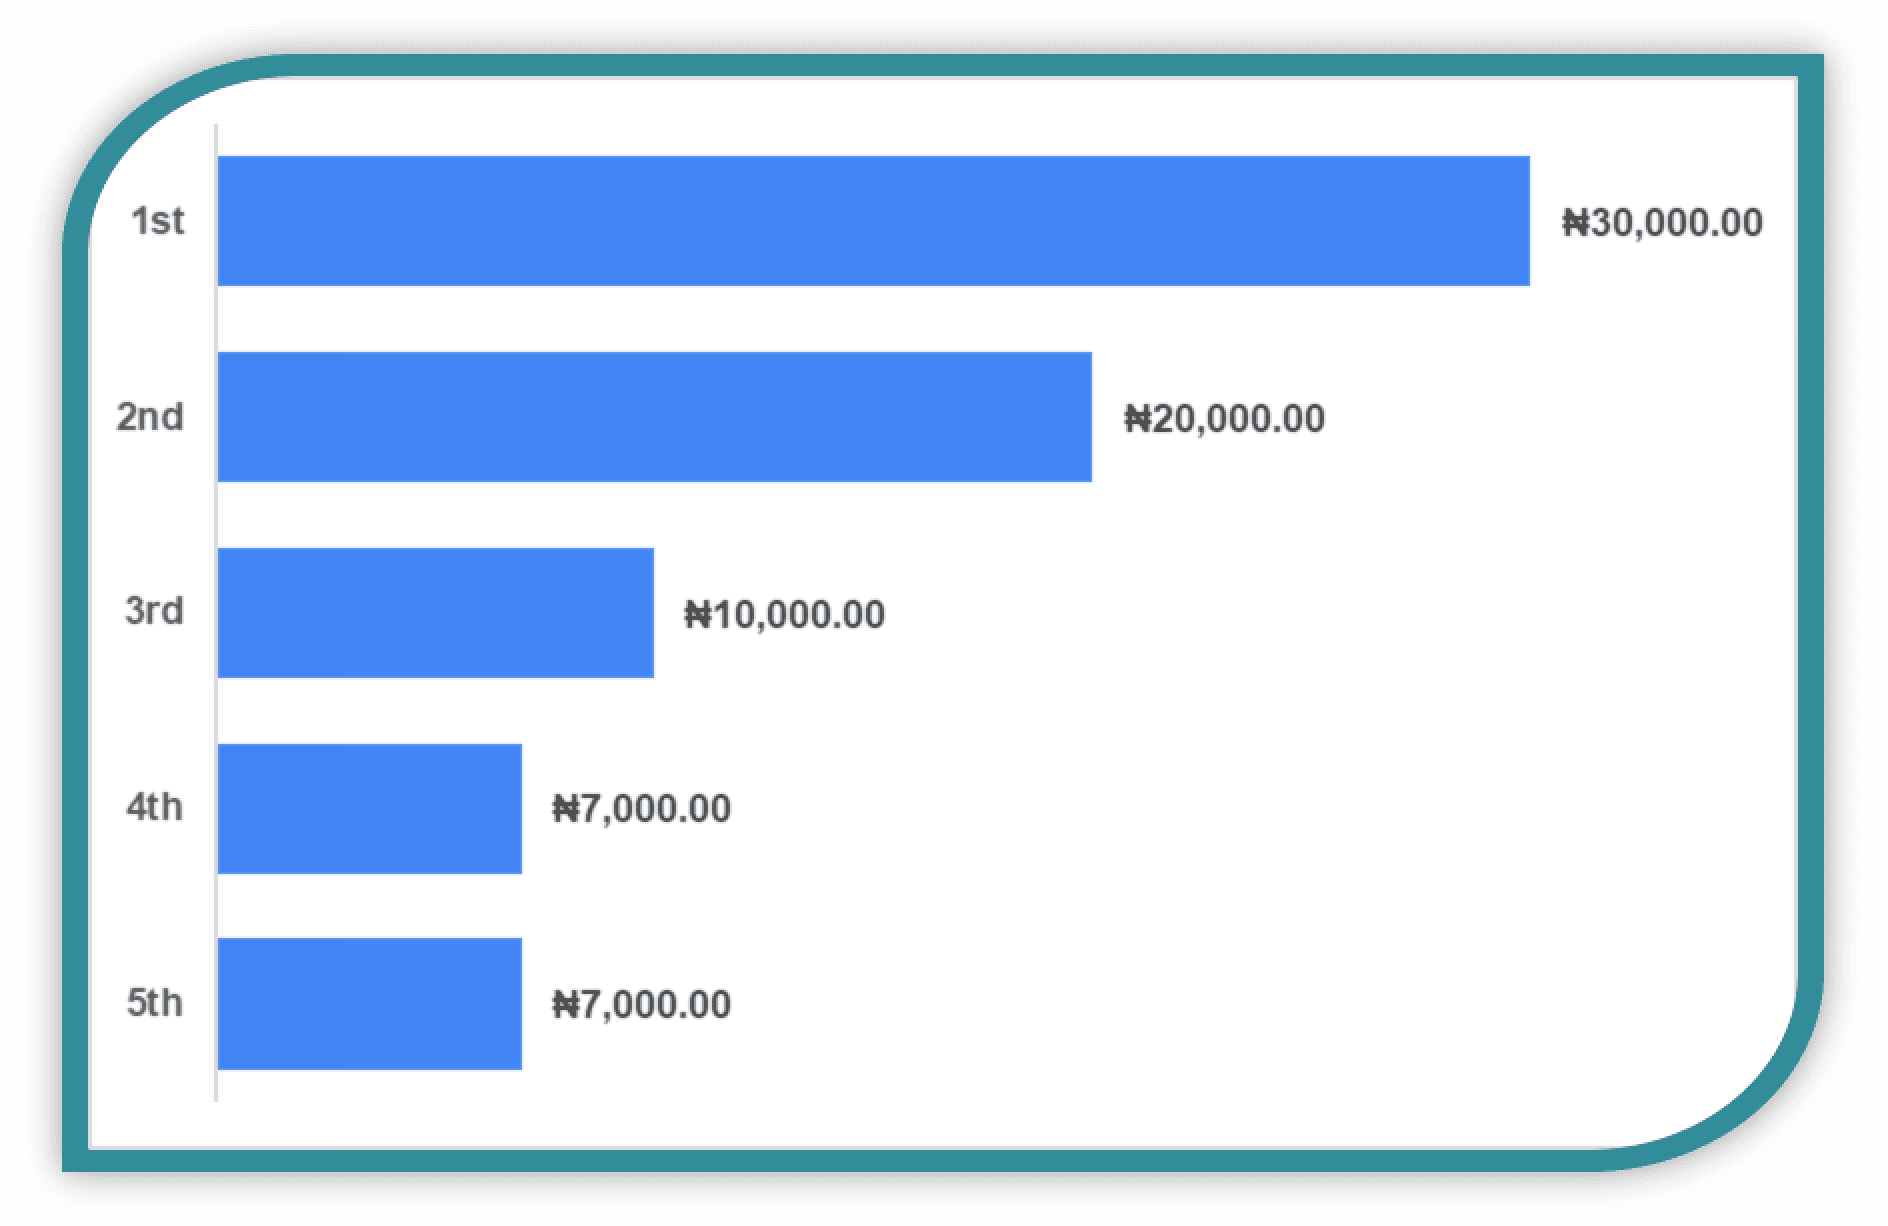 1st ₦30,000.00
2nd ₦20,000.00
3rd ₦10,000.00
4th ₦7,000.00
5th ₦7,000.00